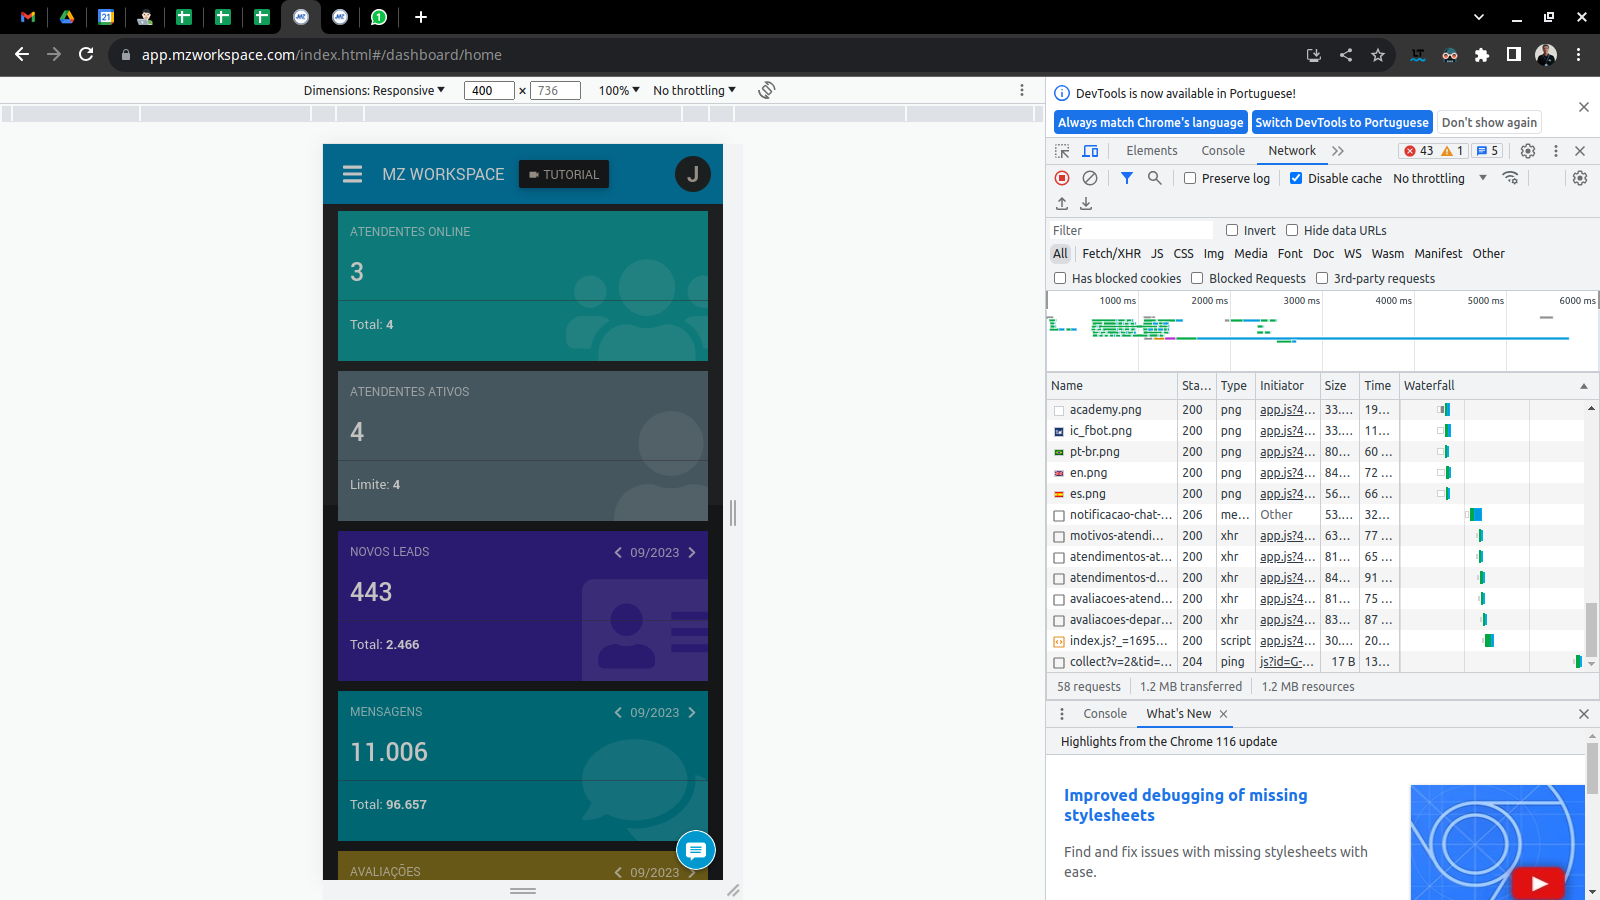 app.mzworkspace.com/index.html#/dashboard/home
Dimensions: Responsive 400 × 736 100% No throttling
MZ WORKSPACE TUTORIAL J
ATENDENTES ONLINE
3
Total: 4
ATENDENTES ATIVOS
4
Limite: 4
NOVOS LEADS 09/2023
443
Total: 2.466
MENSAGENS 09/2023
11.006
Total: 96.657
AVALIAÇÕES 09/2023
DevTools is now available in Portuguese!
Always match Chrome's language Switch DevTools to Portuguese Don't show again
Elements Console Network 43 1 5
Preserve log Disable cache No throttling
Filter Invert Hide data URLs
All Fetch/XHR JS CSS Img Media Font Doc WS Wasm Manifest Other
Has blocked cookies Blocked Requests 3rd-party requests
1000 ms 2000 ms 3000 ms 4000 ms 5000 ms 6000 ms
Name Sta... Type Initiator Size Time Waterfall
academy.png 200 png app.js?4... 33.... 19...
ic_fbot.png 200 png app.js?4... 33.... 11...
pt-br.png 200 png app.js?4... 80... 60 ...
en.png 200 png app.js?4... 84... 72 ...
es.png 200 png app.js?4... 56... 66 ...
notificacao-chat-... 206 me... Other 53.... 32...
motivos-atendi... 200 xhr app.js?4... 63... 77 ...
atendimentos-at... 200 xhr app.js?4... 81... 65 ...
atendimentos-d... 200 xhr app.js?4... 84... 91 ...
avaliacoes-atend... 200 xhr app.js?4... 81... 75 ...
avaliacoes-depar... 200 xhr app.js?4... 83... 87 ...
index.js?_=1695... 200 script app.js?4... 30.... 20...
collect?v=2&tid=... 204 ping js?id=G-... 17 B 13...
58 requests 1.2 MB transferred 1.2 MB resources
Console What's New
Highlights from the Chrome 116 update
Improved debugging of missing
stylesheets
Find and fix issues with missing stylesheets with
ease.